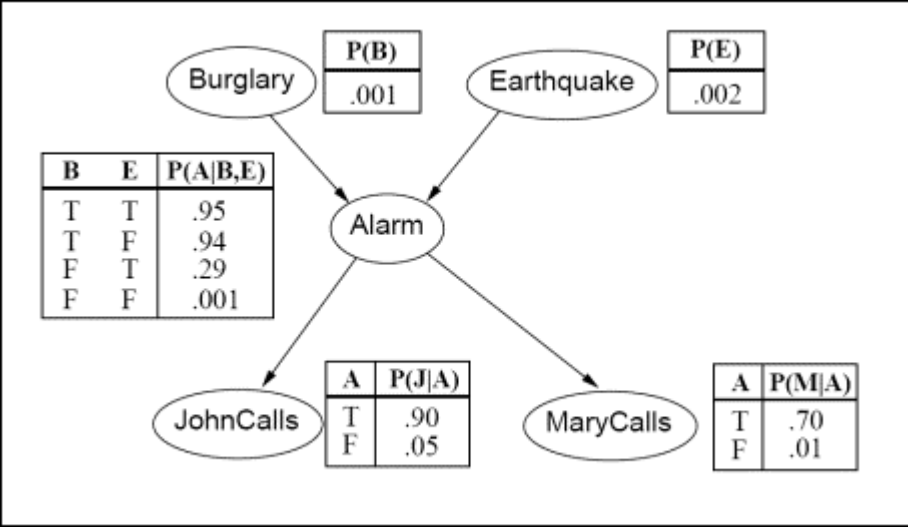 Burglary
P(B)
.001
Earthquake
P(E)
.002
B E P(A|B,E)
T T .95
T F .94
F T .29
F F .001
Alarm
JohnCalls
A P(J|A)
T .90
F .05
MaryCalls
A P(M|A)
T .70
F .01